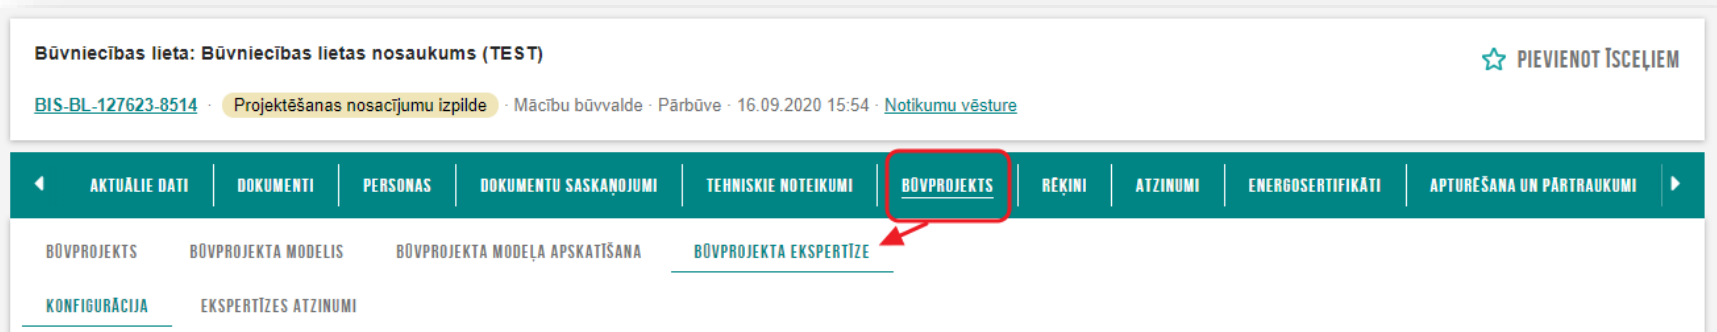 Būvniecības lieta: Būvniecības lietas nosaukums (TEST)
PIEVIENOT ĪSCEĻIEM
BIS-BL-127623-8514 · Projektēšanas nosacījumu izpilde · Mācību būvvalde · Pārbūve · 16.09.2020 15:54 · Notikumu vēsture
AKTUĀLIE DATI DOKUMENTI PERSONAS DOKUMENTU SASKAŅOJUMI TEHNISKIE NOTEIKUMI BŪVPROJEKTS RĒĶINI ATZINUMI ENERGOSERTIFIKĀTI APTURĒŠANA UN PĀRTRAUKUMI
BŪVPROJEKTS BŪVPROJEKTA MODELIS BŪVPROJEKTA MODEĻA APSKATĪŠANA BŪVPROJEKTA EKSPERTĪZE
KONFIGURĀCIJA EKSPERTĪZES ATZINUMI